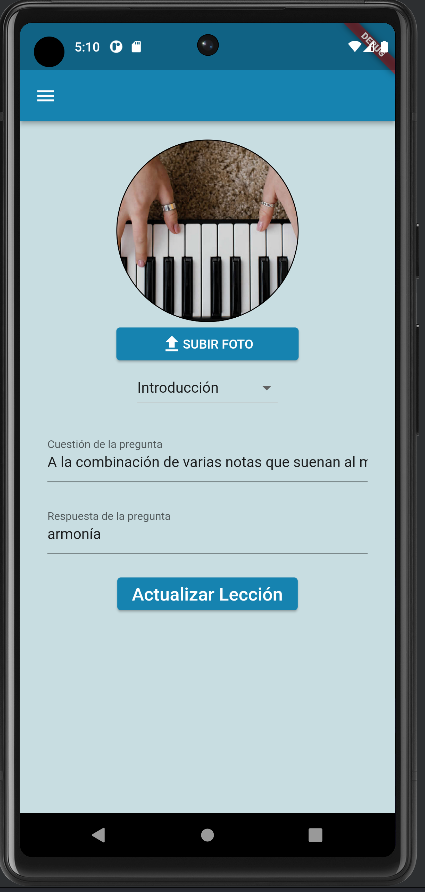 5:10
DEBUG
SUBIR FOTO
Introducción
Cuestión de la pregunta
A la combinación de varias notas que suenan al m
Respuesta de la pregunta
armonía
Actualizar Lección